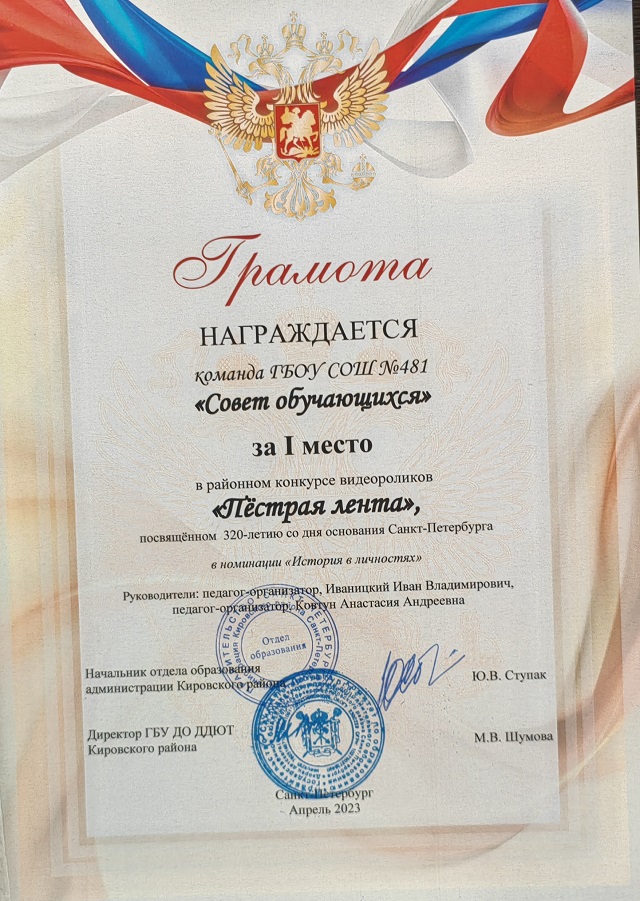 Грамота
НАГРАЖДАЕТСЯ
команда ГБОУ СОШ №481
«Совет обучающихся»
за I место
в районном конкурсе видеороликов
«Пёстрая лента»,
посвящённом 320-летию со дня основания Санкт-Петербурга
в номинации «История в личностях»
Руководители: педагог-организатор, Иваницкий Иван Владимирович,
педагог-организатор, Ковтун Анастасия Андреевна
Отдел
образования
Начальник отдела образования
администрации Кировского района
Ю.В. Ступак
Директор ГБУ ДО ДДЮТ
Кировского района
М.В. Шумова
Санкт-Петербург
Апрель 2023